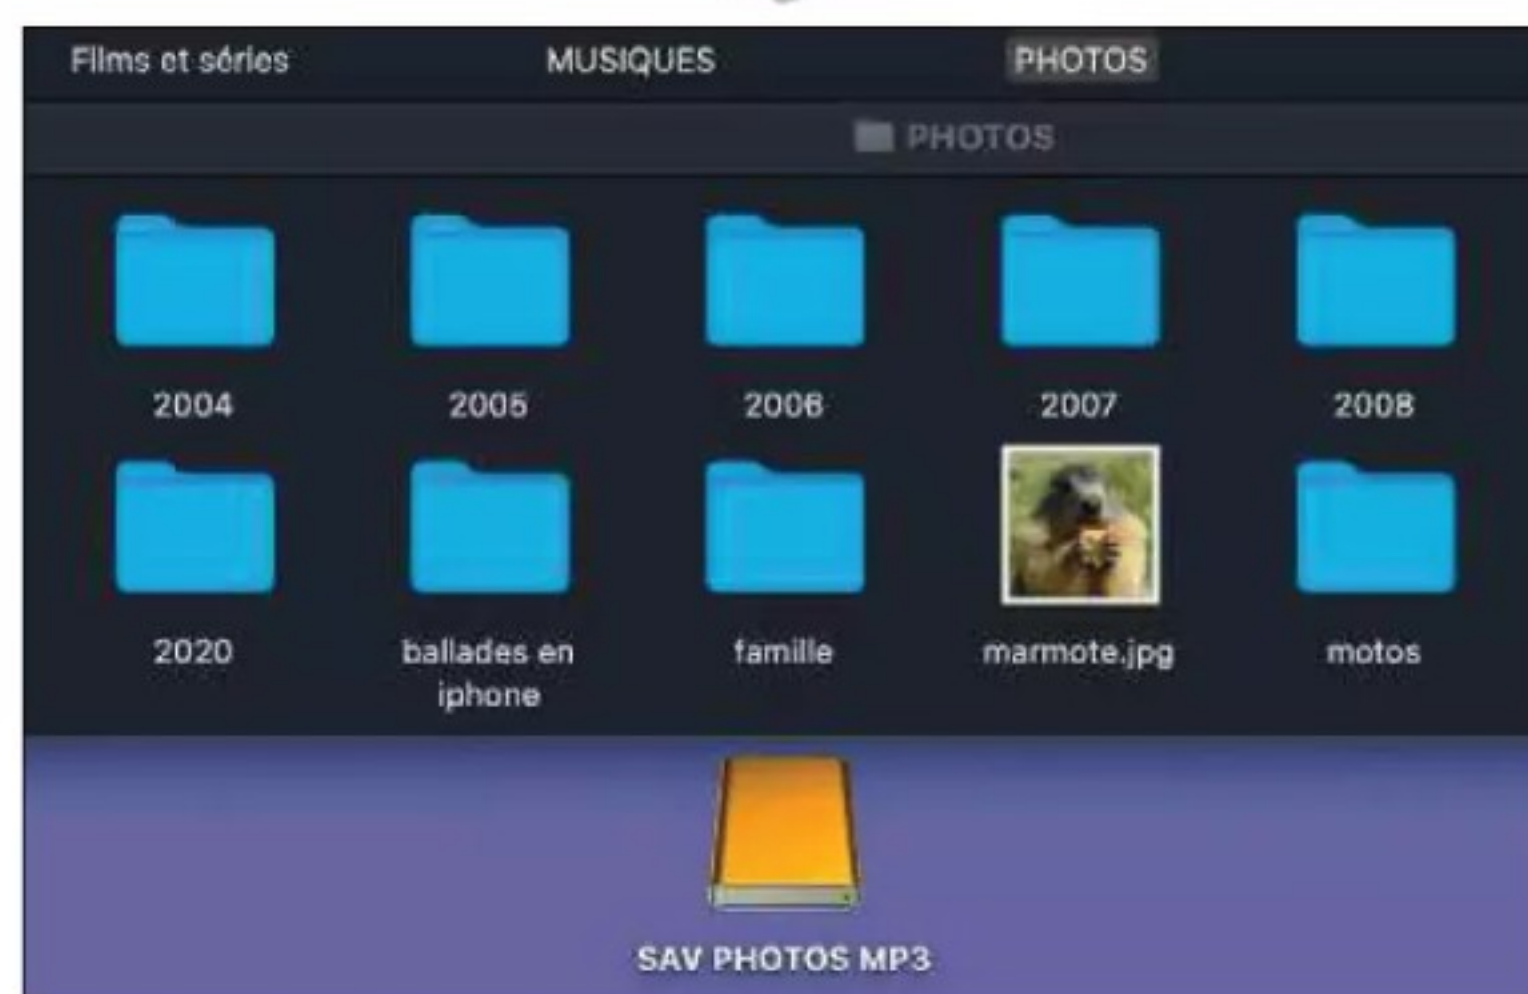 Films et séries
MUSIQUES
PHOTOS
PHOTOS
2004
2005
2006
2007
2008
2020
ballades en
iphone
famille
marmote.jpg
motos
SAV PHOTOS MP3